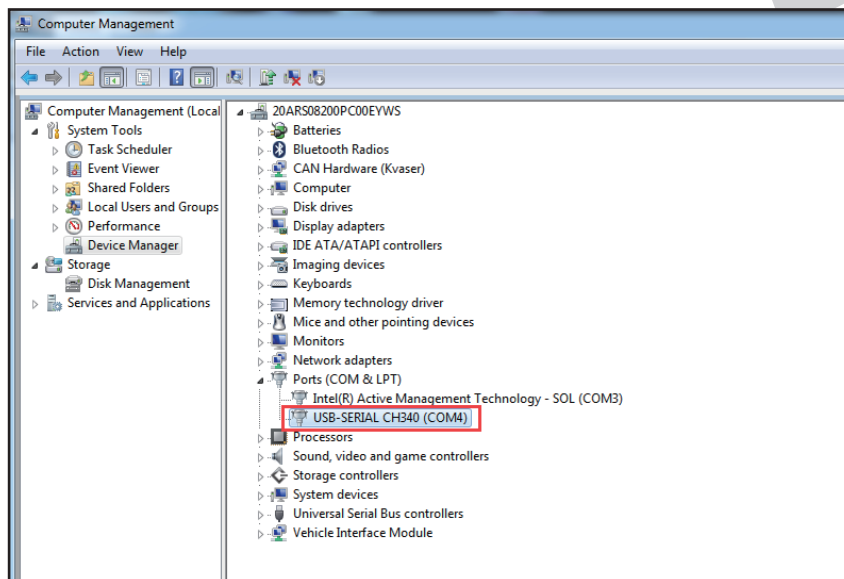 Computer Management
File Action View Help
Computer Management (Local
System Tools
Task Scheduler
Event Viewer
Shared Folders
Local Users and Groups
Performance
Device Manager
Storage
Disk Management
Services and Applications
20ARS08200PC00EYWS
Batteries
Bluetooth Radios
CAN Hardware (Kvaser)
Computer
Disk drives
Display adapters
IDE ATA/ATAPI controllers
Imaging devices
Keyboards
Memory technology driver
Mice and other pointing devices
Monitors
Network adapters
Ports (COM & LPT)
Intel(R) Active Management Technology - SOL (COM3)
USB-SERIAL CH340 (COM4)
Processors
Sound, video and game controllers
Storage controllers
System devices
Universal Serial Bus controllers
Vehicle Interface Module